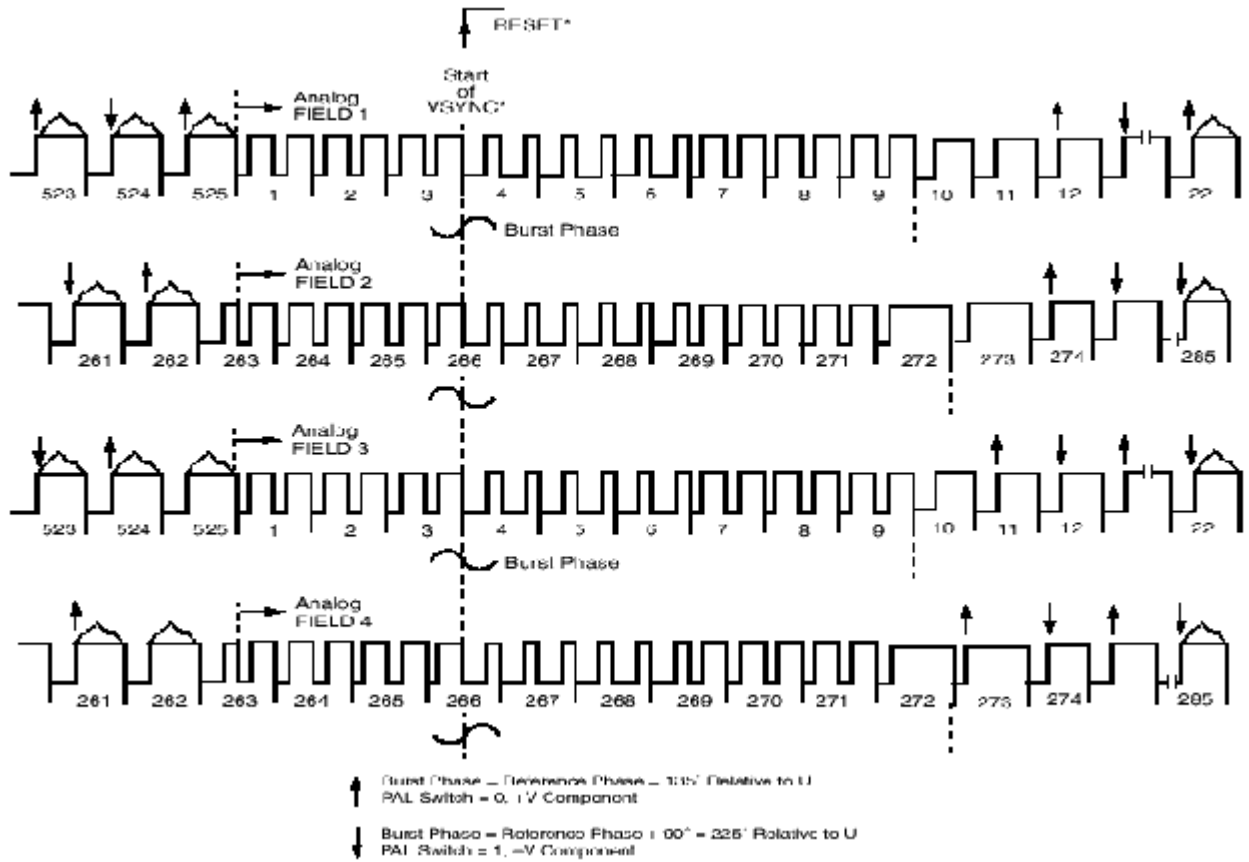 RESET*
Start
of
VSYNC*
Analog
FIELD 1
523 524 525 1 2 3 4 5 6 7 8 9 10 11 12 22
Burst Phase
Analog
FIELD 2
261 262 263 264 265 266 267 268 269 270 271 272 273 274 285
Analog
FIELD 3
523 524 525 1 2 3 4 5 6 7 8 9 10 11 12 22
Burst Phase
Analog
FIELD 4
261 262 263 264 265 266 267 268 269 270 271 272 273 274 285
Burst Phase = Reference Phase = 135° Relative to U
PAL Switch = 0, +V Component
Burst Phase = Reference Phase + 90° = 225° Relative to U
PAL Switch = 1, –V Component